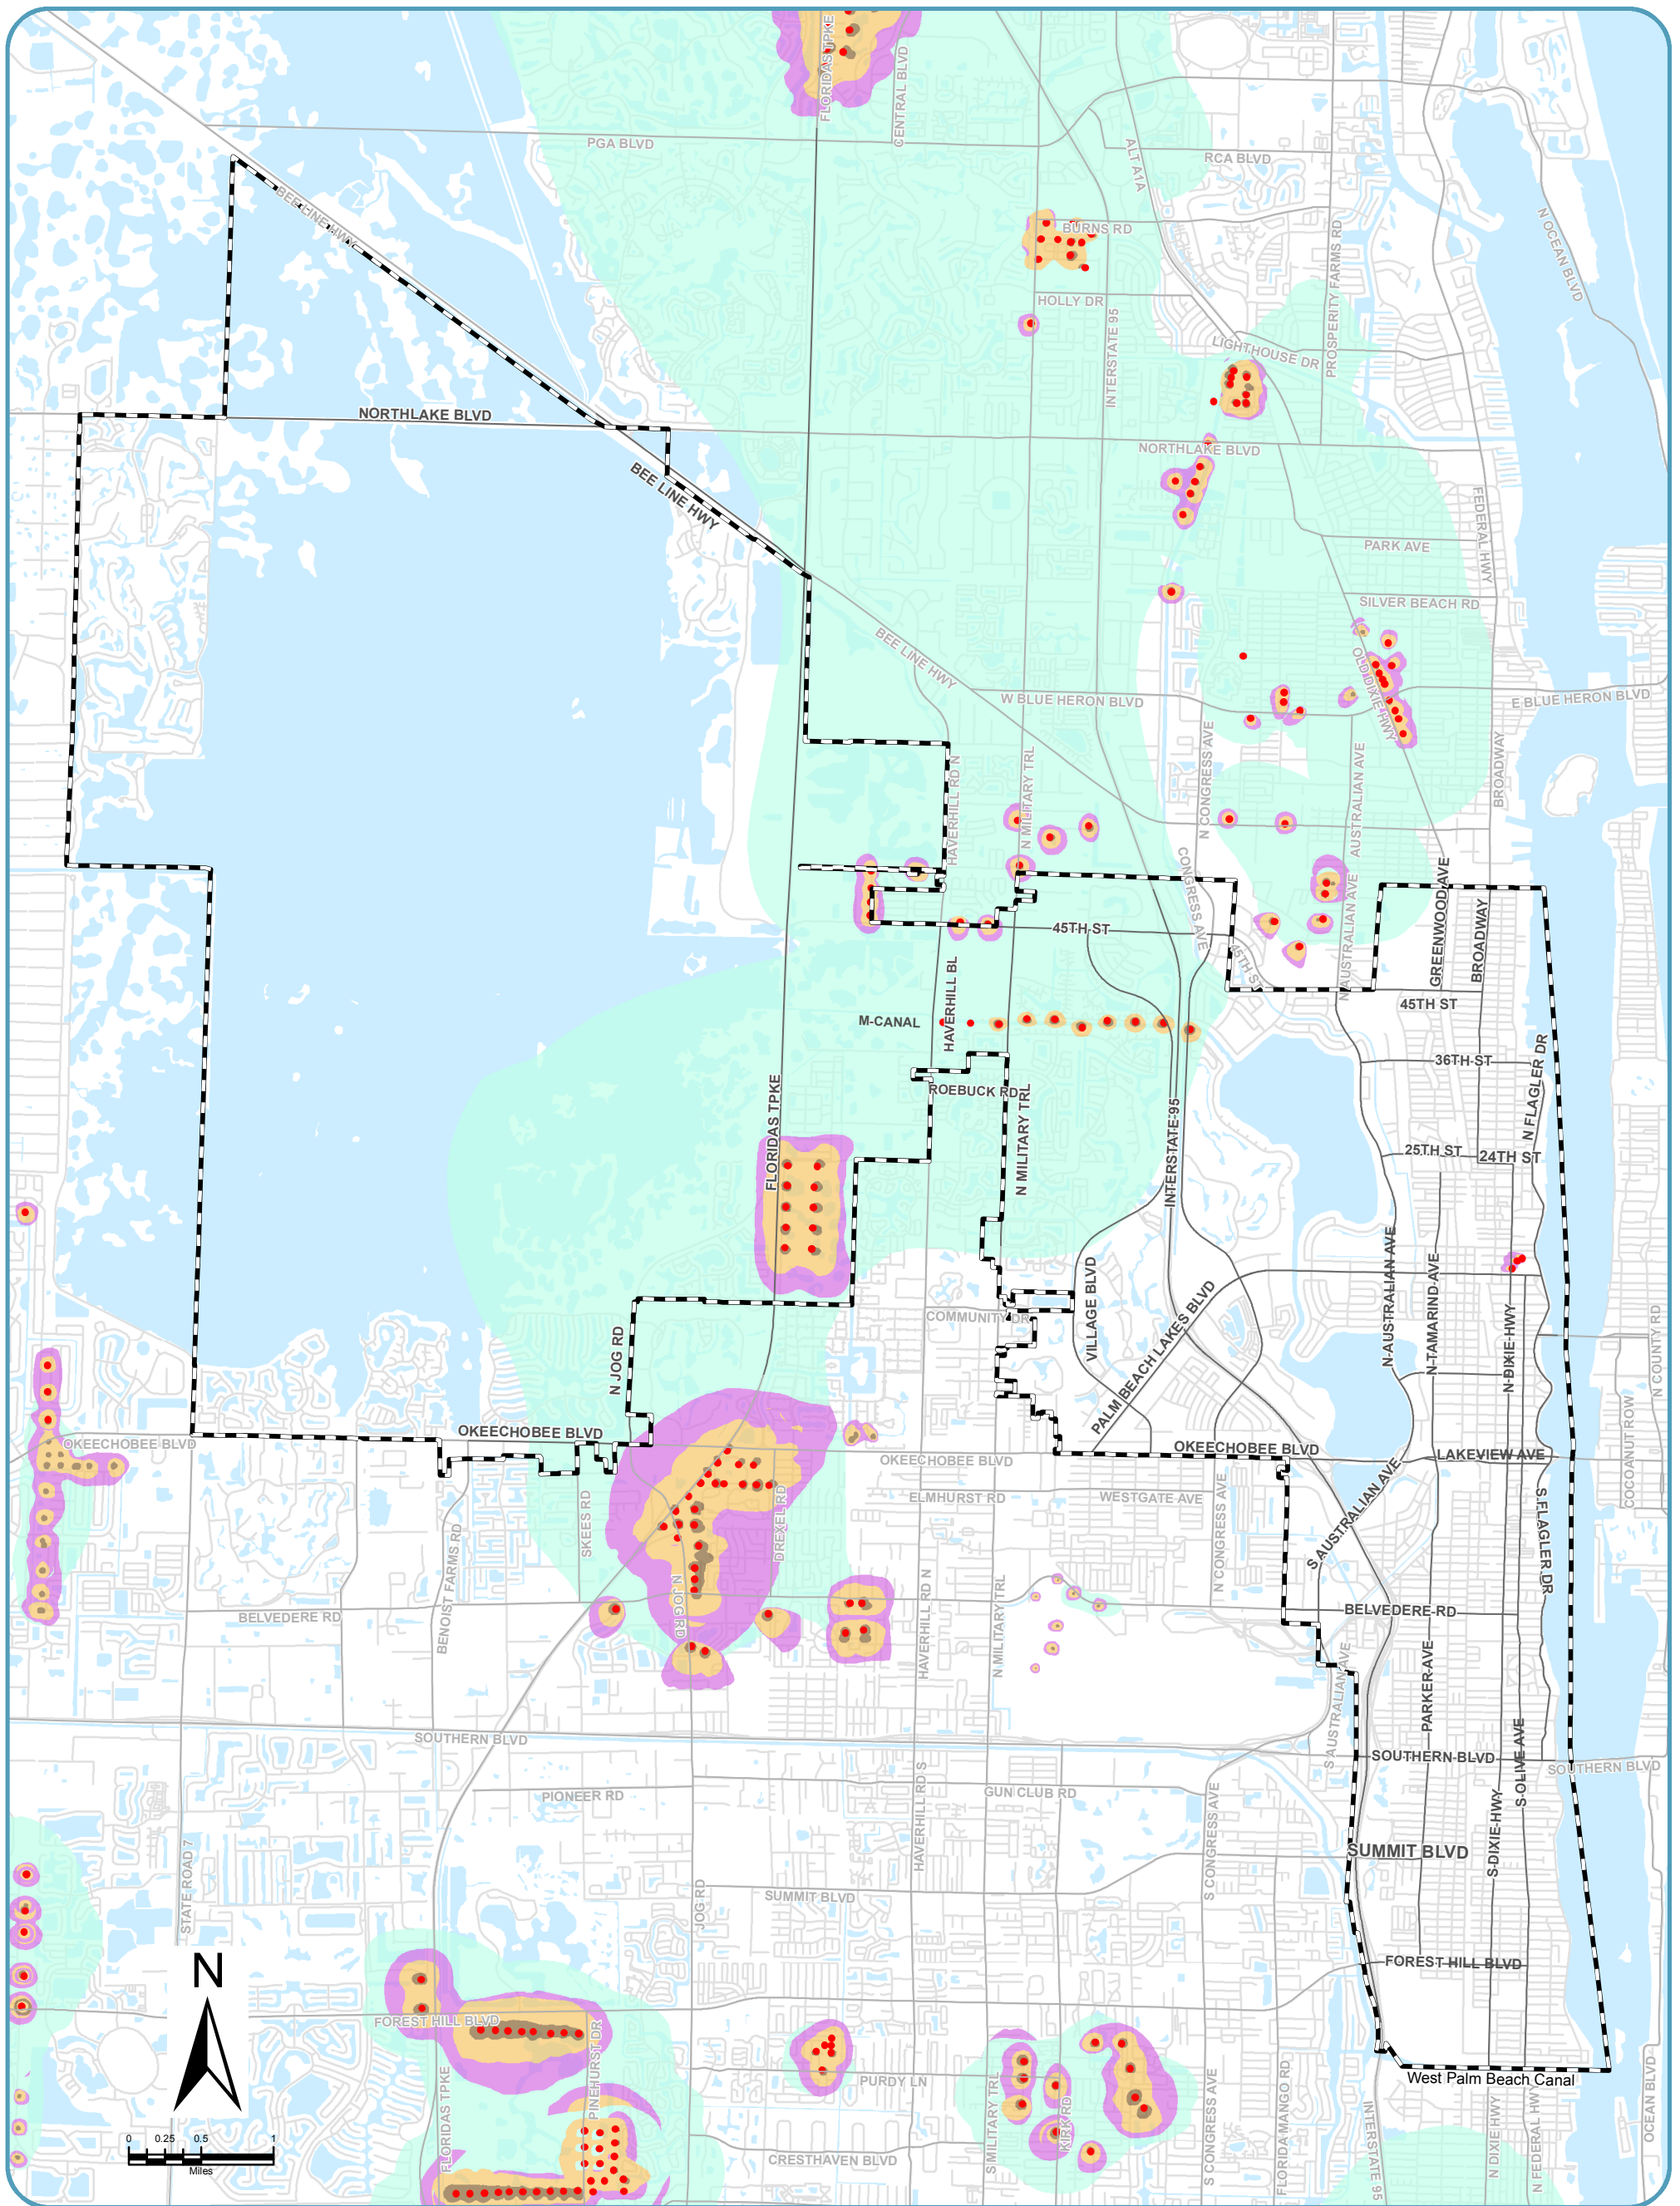 FLORIDAS TPKE
CENTRAL BLVD
PGA BLVD
ALT A1A
RCA BLVD
BEE LINE HWY
BURNS RD
N OCEAN BLVD
PROSPERITY FARMS RD
HOLLY DR
INTERSTATE 95
LIGHTHOUSE DR
NORTHLAKE BLVD
NORTHLAKE BLVD
BEE LINE HWY
FEDERAL HWY
PARK AVE
SILVER BEACH RD
BEE LINE HWY
OLD DIXIE HWY
W BLUE HERON BLVD
E BLUE HERON BLVD
N CONGRESS AVE
HAVERHILL RD N
N MILITARY TRL
AUSTRALIAN AVE
BROADWAY
CONGRESS AVE
GREENWOOD AVE
BROADWAY
45TH ST
45TH ST
N AUSTRALIAN AVE
45TH ST
M-CANAL
HAVERHILL BL
36TH ST
N FLAGLER DR
ROEBUCK RD
FLORIDAS TPKE
N MILITARY TRL
INTERSTATE 95
25TH ST
24TH ST
N AUSTRALIAN AVE
N TAMARIND AVE
N DIXIE HWY
N COUNTY RD
COMMUNITY DR
VILLAGE BLVD
PALM BEACH LAKES BLVD
N JOG RD
OKEECHOBEE BLVD
OKEECHOBEE BLVD
OKEECHOBEE BLVD
OKEECHOBEE BLVD
LAKEVIEW AVE
COCOANUT ROW
ELMHURST RD
WESTGATE AVE
N CONGRESS AVE
S AUSTRALIAN AVE
S FLAGLER DR
SKEES RD
DREXEL RD
BENOIST FARMS RD
N JOG RD
BELVEDERE RD
HAVERHILL RD N
N MILITARY TRL
BELVEDERE RD
S AUSTRALIAN AVE
PARKER AVE
SOUTHERN BLVD
SOUTHERN BLVD
SOUTHERN BLVD
S OLIVE AVE
PIONEER RD
HAVERHILL RD S
GUN CLUB RD
S CONGRESS AVE
S DIXIE HWY
SUMMIT BLVD
STATE ROAD 7
JOG RD
SUMMIT BLVD
FOREST HILL BLVD
N
FOREST HILL BLVD
PINEHURST DR
FLORIDAS TPKE
PURDY LN
S MILITARY TRL
KIRK RD
S CONGRESS AVE
FLORIDA MANGO RD
INTERSTATE 95
West Palm Beach Canal
N DIXIE HWY
N FEDERAL HWY
OCEAN BLVD
CRESTHAVEN BLVD
0 0.25 0.5 1
Miles